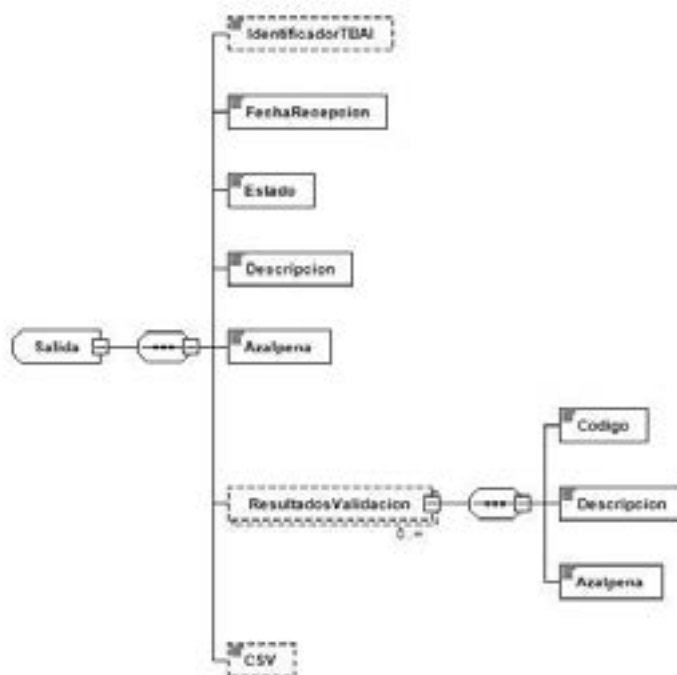 IdentificadorTBAI
FechaRecepcion
Estado
Descripcion
Salida
Azalpena
Codigo
ResultadosValidacion
Descripcion
0..∞
Azalpena
CSV